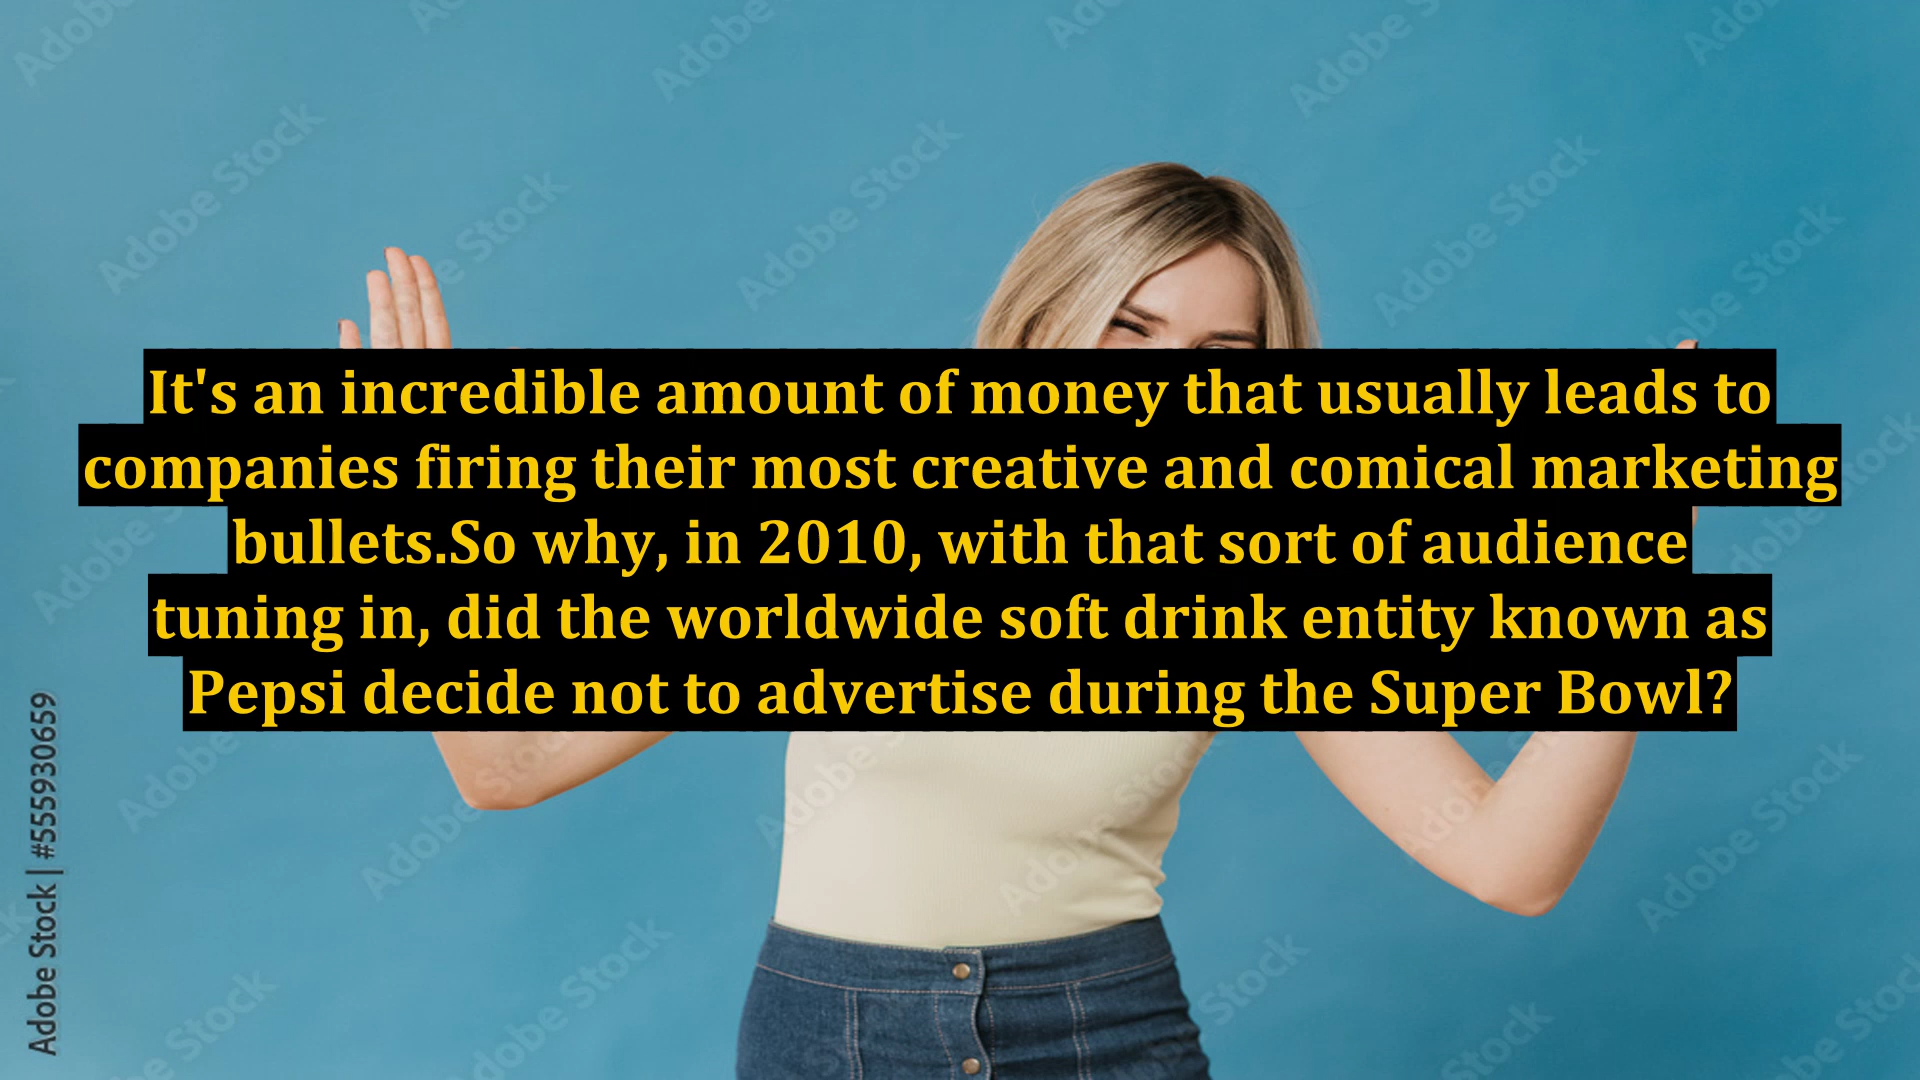 It's an incredible amount of money that usually leads to
companies firing their most creative and comical marketing
bullets.So why, in 2010, with that sort of audience
tuning in, did the worldwide soft drink entity known as
Pepsi decide not to advertise during the Super Bowl?
Adobe Stock | #555930659
Adobe Stock